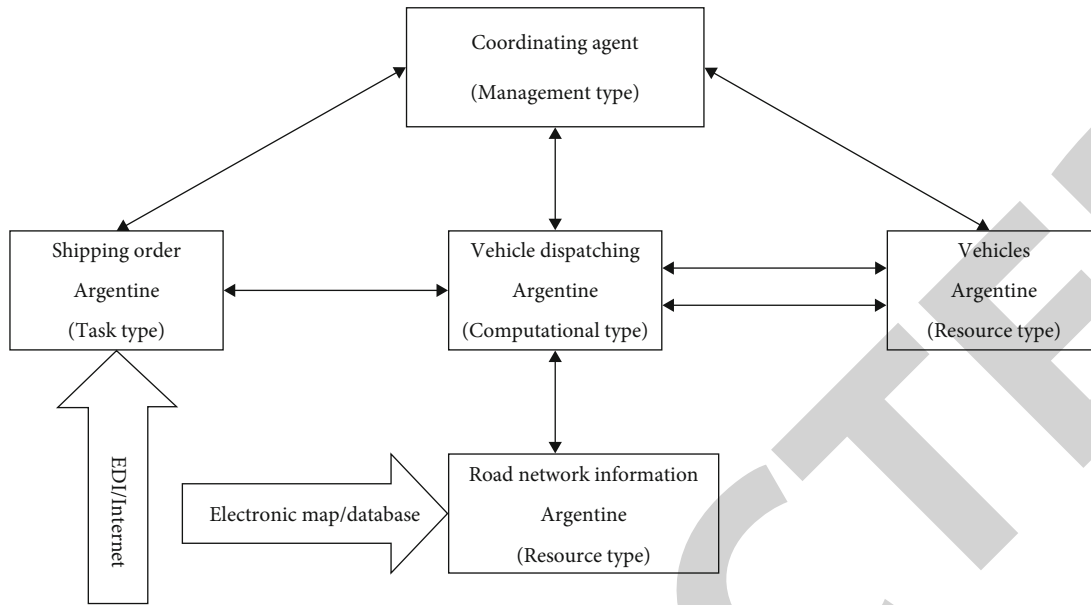 Coordinating agent
(Management type)
Shipping order
Argentine
(Task type)
Vehicle dispatching
Argentine
(Computational type)
Vehicles
Argentine
(Resource type)
EDI/Internet
Electronic map/database
Road network information
Argentine
(Resource type)